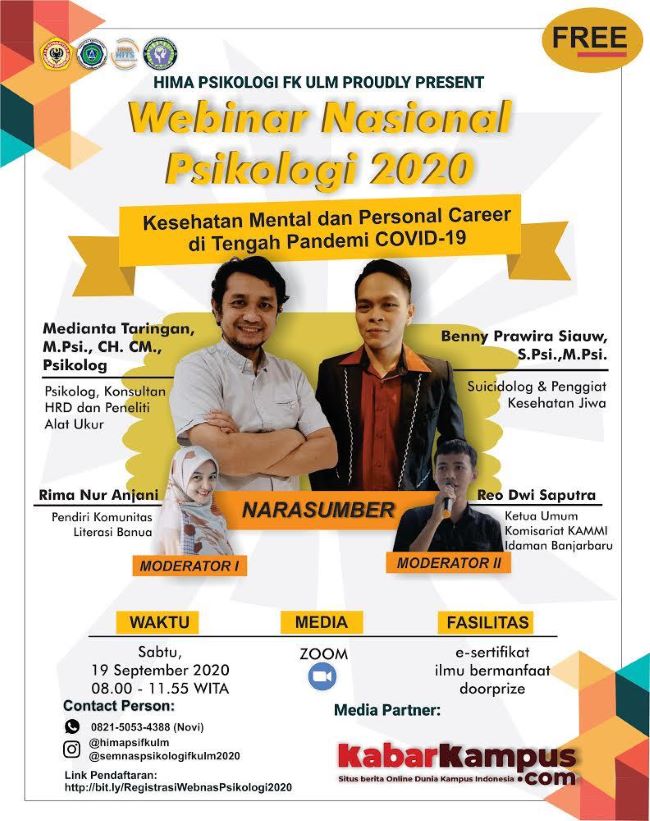 FREE
HITS
HIMA PSIKOLOGI FK ULM PROUDLY PRESENT
Webinar Nasional
Psikologi 2020
Kesehatan Mental dan Personal Career
di Tengah Pandemi COVID-19
Medianta Taringan,
M.Psi., CH. CM.,
Psikolog
Psikolog, Konsultan
HRD dan Peneliti
Alat Ukur
Benny Prawira Siauw,
S.Psi.,M.Psi.
Suicidolog & Penggiat
Kesehatan Jiwa
Rima Nur Anjani
Pendiri Komunitas
Literasi Banua
MODERATOR I
NARASUMBER
Reo Dwi Saputra
Ketua Umum
Komisariat KAMMI
Idaman Banjarbaru
MODERATOR II
WAKTU
Sabtu,
19 September 2020
08.00 - 11.55 WITA
MEDIA
ZOOM
FASILITAS
e-sertifikat
ilmu bermanfaat
doorprize
Contact Person:
0821-5053-4388 (Novi)
@himapsifkulm
@semnaspsikologifkulm2020
Link Pendaftaran:
http://bit.ly/RegistrasiWebnasPsikologi2020
Media Partner:
KabarKampus
.com
Situs berita Online Dunia Kampus Indonesia